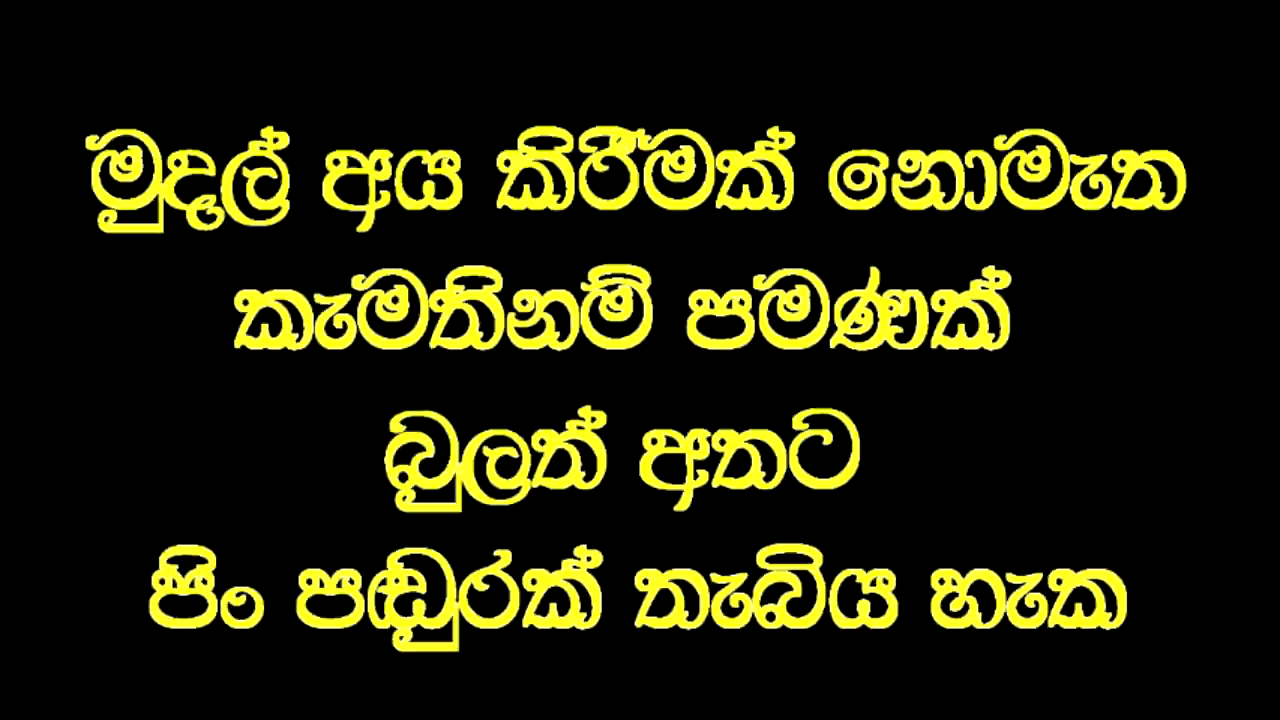 මුදල් අය කිරීමක් නොමැත
කැමතිනම් පමණක්
බුලත් අතට
පිං පඬුරක් තැබිය හැක